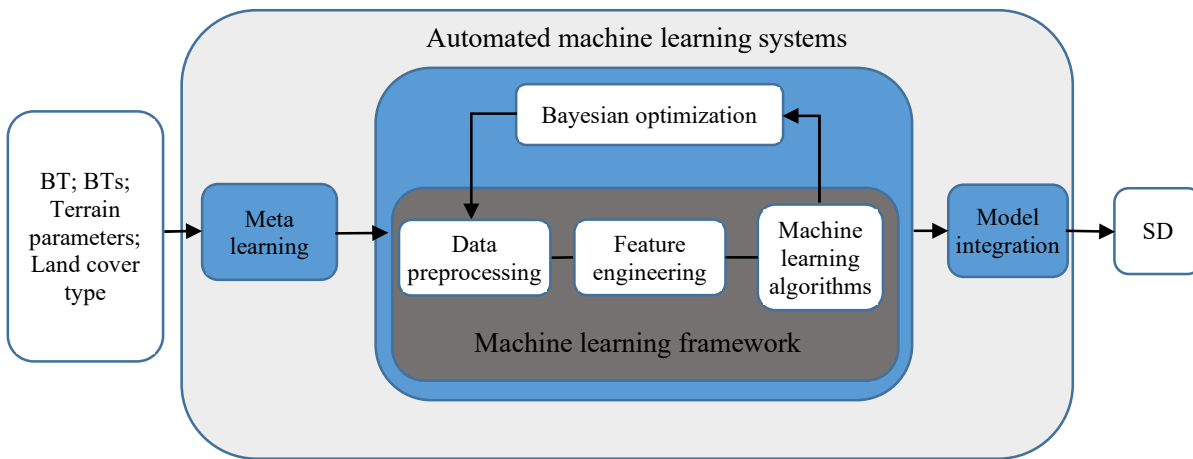 Automated machine learning systems
Bayesian optimization
BT; BTs;
Terrain
parameters;
Land cover
type
Meta
learning
Data
preprocessing
Feature
engineering
Machine
learning
algorithms
Machine learning framework
Model
integration
SD